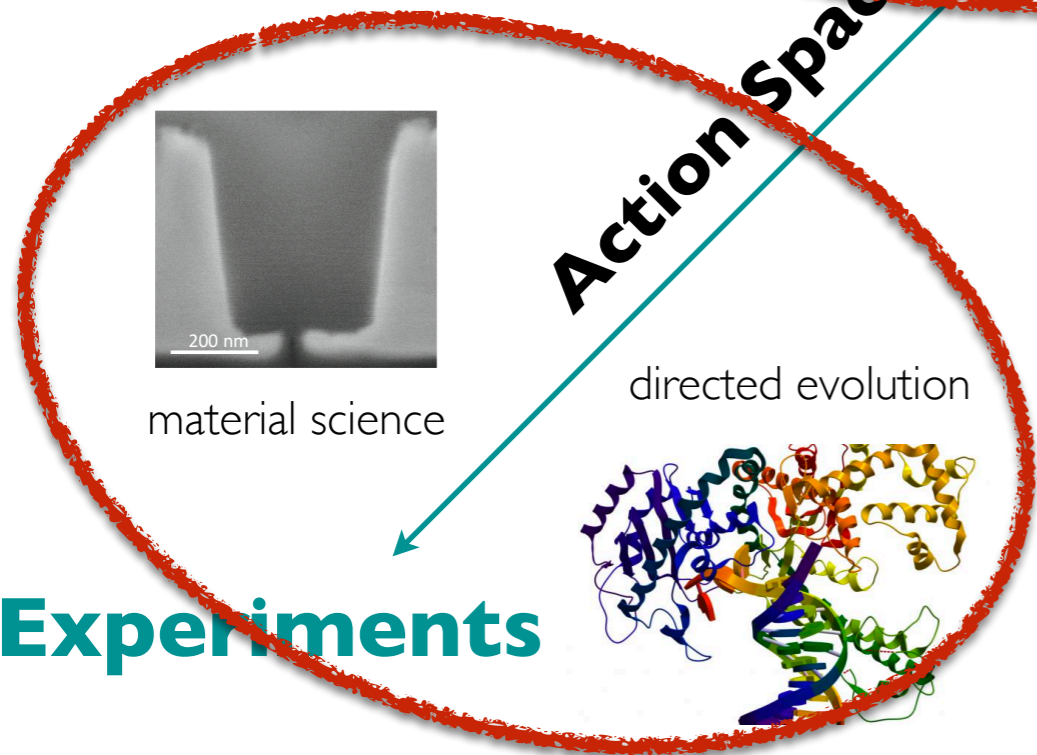 Action Spac
200 nm
material science
directed evolution
Experiments